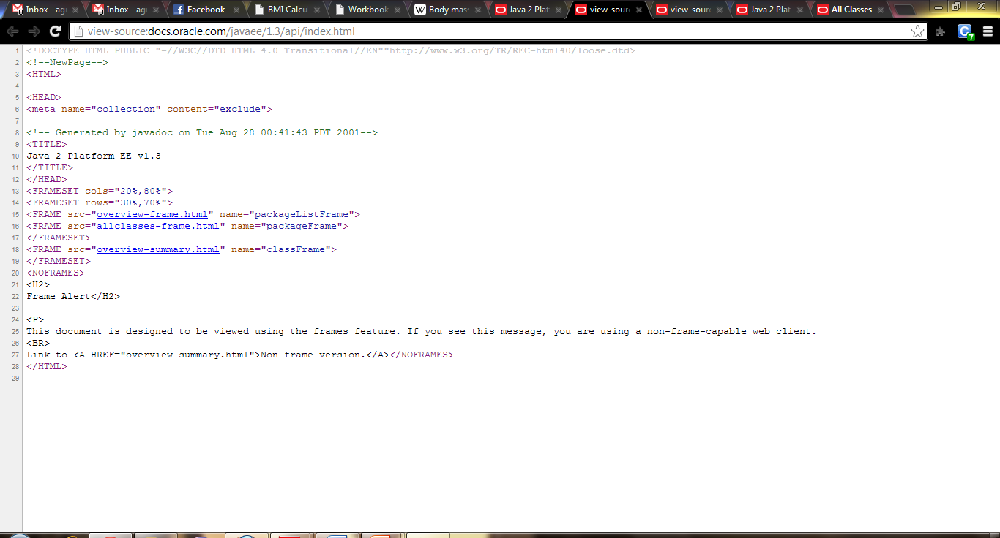 Inbox - ag Inbox - ag Facebook BMI Calcu Workbook Body mas Java 2 Plat view-sour view-sour Java 2 Plat All Classes
view-source:docs.oracle.com/javaee/1.3/api/index.html
7
1 <!DOCTYPE HTML PUBLIC "-//W3C//DTD HTML 4.0 Transitional//EN""http://www.w3.org/TR/REC-html40/loose.dtd>
2 <!--NewPage-->
3 <HTML>
4
5 <HEAD>
6 <meta name="collection" content="exclude">
7
8 <!-- Generated by javadoc on Tue Aug 28 00:41:43 PDT 2001-->
9 <TITLE>
10 Java 2 Platform EE v1.3
11 </TITLE>
12 </HEAD>
13 <FRAMESET cols="20%,80%">
14 <FRAMESET rows="30%,70%">
15 <FRAME src="overview-frame.html" name="packageListFrame">
16 <FRAME src="allclasses-frame.html" name="packageFrame">
17 </FRAMESET>
18 <FRAME src="overview-summary.html" name="classFrame">
19 </FRAMESET>
20 <NOFRAMES>
21 <H2>
22 Frame Alert</H2>
23
24 <P>
25 This document is designed to be viewed using the frames feature. If you see this message, you are using a non-frame-capable web client.
26 <BR>
27 Link to <A HREF="overview-summary.html">Non-frame version.</A></NOFRAMES>
28 </HTML>
29